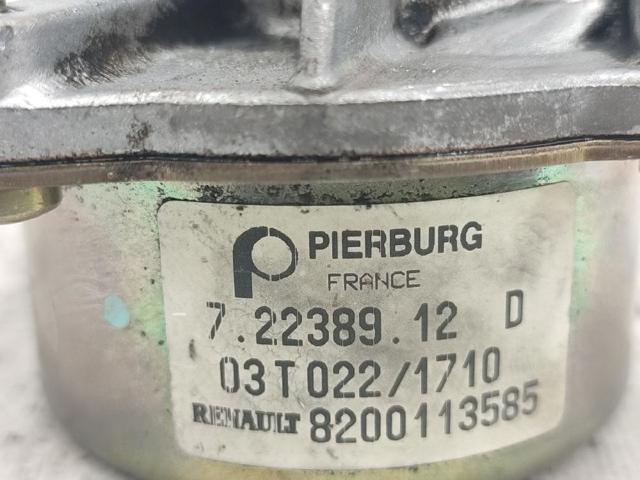 PIERBURG
FRANCE
7.22389.12 D
03T022/1710
RENAULT 8200113585